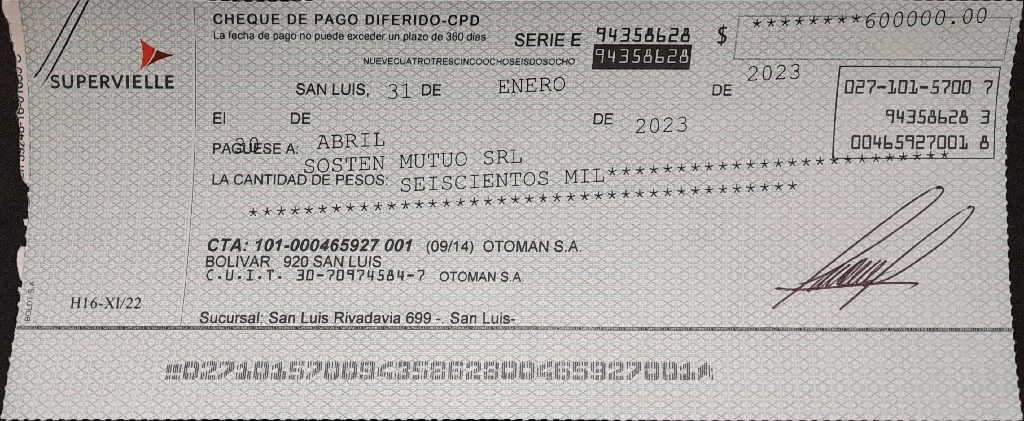 CHEQUE DE PAGO DIFERIDO-CPD
La fecha de pago no puede exceder un plazo de 360 días
SERIE E 94358628 $ ********600000.00
94358628
NUEVECUATROTRESCINCOOCHOSEISDOSOCHO
SUPERVIELLE
SAN LUIS, 31 DE ENERO DE 2023
027-101-5700 7
94358628 3
00465927001 8
El 30 DE ABRIL DE 2023
PAGUESE A: SOSTEN MUTUO SRL
LA CANTIDAD DE PESOS: SEISCIENTOS MIL**************************
**********************************
CTA: 101-000465927 001 (09/14) OTOMAN S.A.
BOLIVAR 920 SAN LUIS
C.U.I.T. 30-70974584-7 OTOMAN S.A.
H16-XI/22
BOLDT S.A.
Sucursal: San Luis Rivadavia 699 -. San Luis-